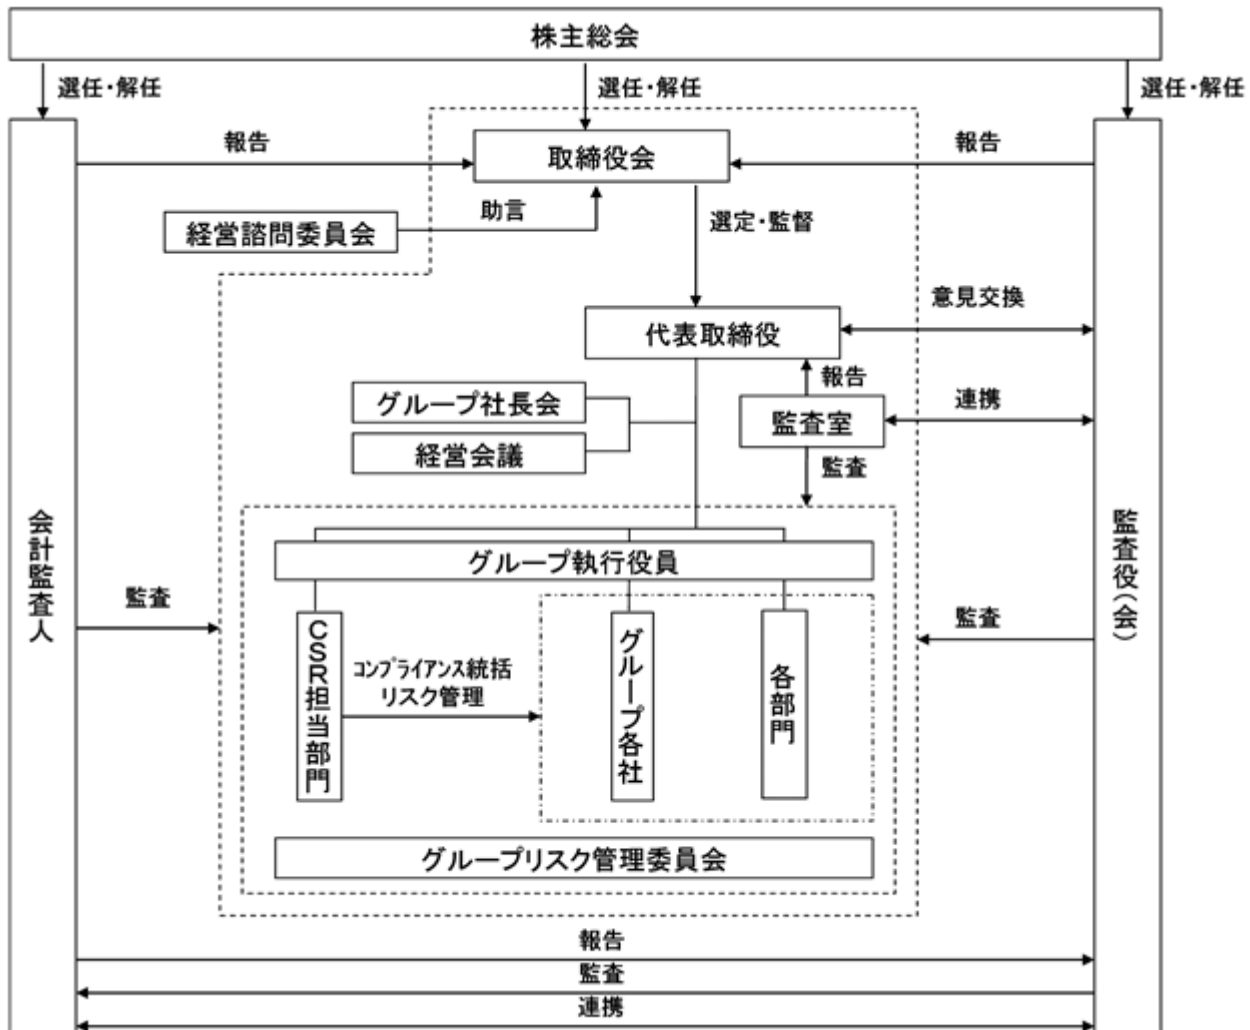 株主総会
選任・解任
選任・解任
選任・解任
報告
取締役会
報告
助言
経営諮問委員会
選定・監督
意見交換
代表取締役
報告
グループ社長会
監査室
連携
経営会議
監査
会計監査人
監査役(会)
グループ執行役員
監査
監査
CSR担当部門
コンプライアンス統括
リスク管理
グループ各社
各部門
グループリスク管理委員会
報告
監査
連携